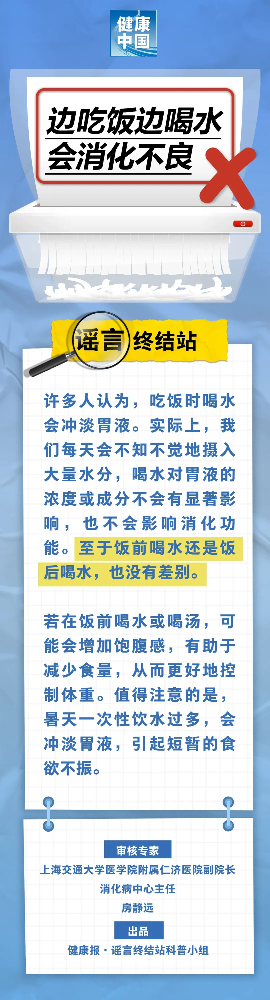 健康
中国
边吃饭边喝水
会消化不良
谣言终结站
许多人认为，吃饭时喝水
会冲淡胃液。实际上，我
们每天会不知不觉地摄入
大量水分，喝水对胃液的
浓度或成分不会有显著影
响，也不会影响消化功
能。至于饭前喝水还是饭
后喝水，也没有差别。
若在饭前喝水或喝汤，可
能会增加饱腹感，有助于
减少食量，从而更好地控
制体重。值得注意的是，
暑天一次性饮水过多，会
冲淡胃液，引起短暂的食
欲不振。
审核专家
上海交通大学医学院附属仁济医院副院长
消化病中心主任
房静远
出品
健康报·谣言终结站科普小组